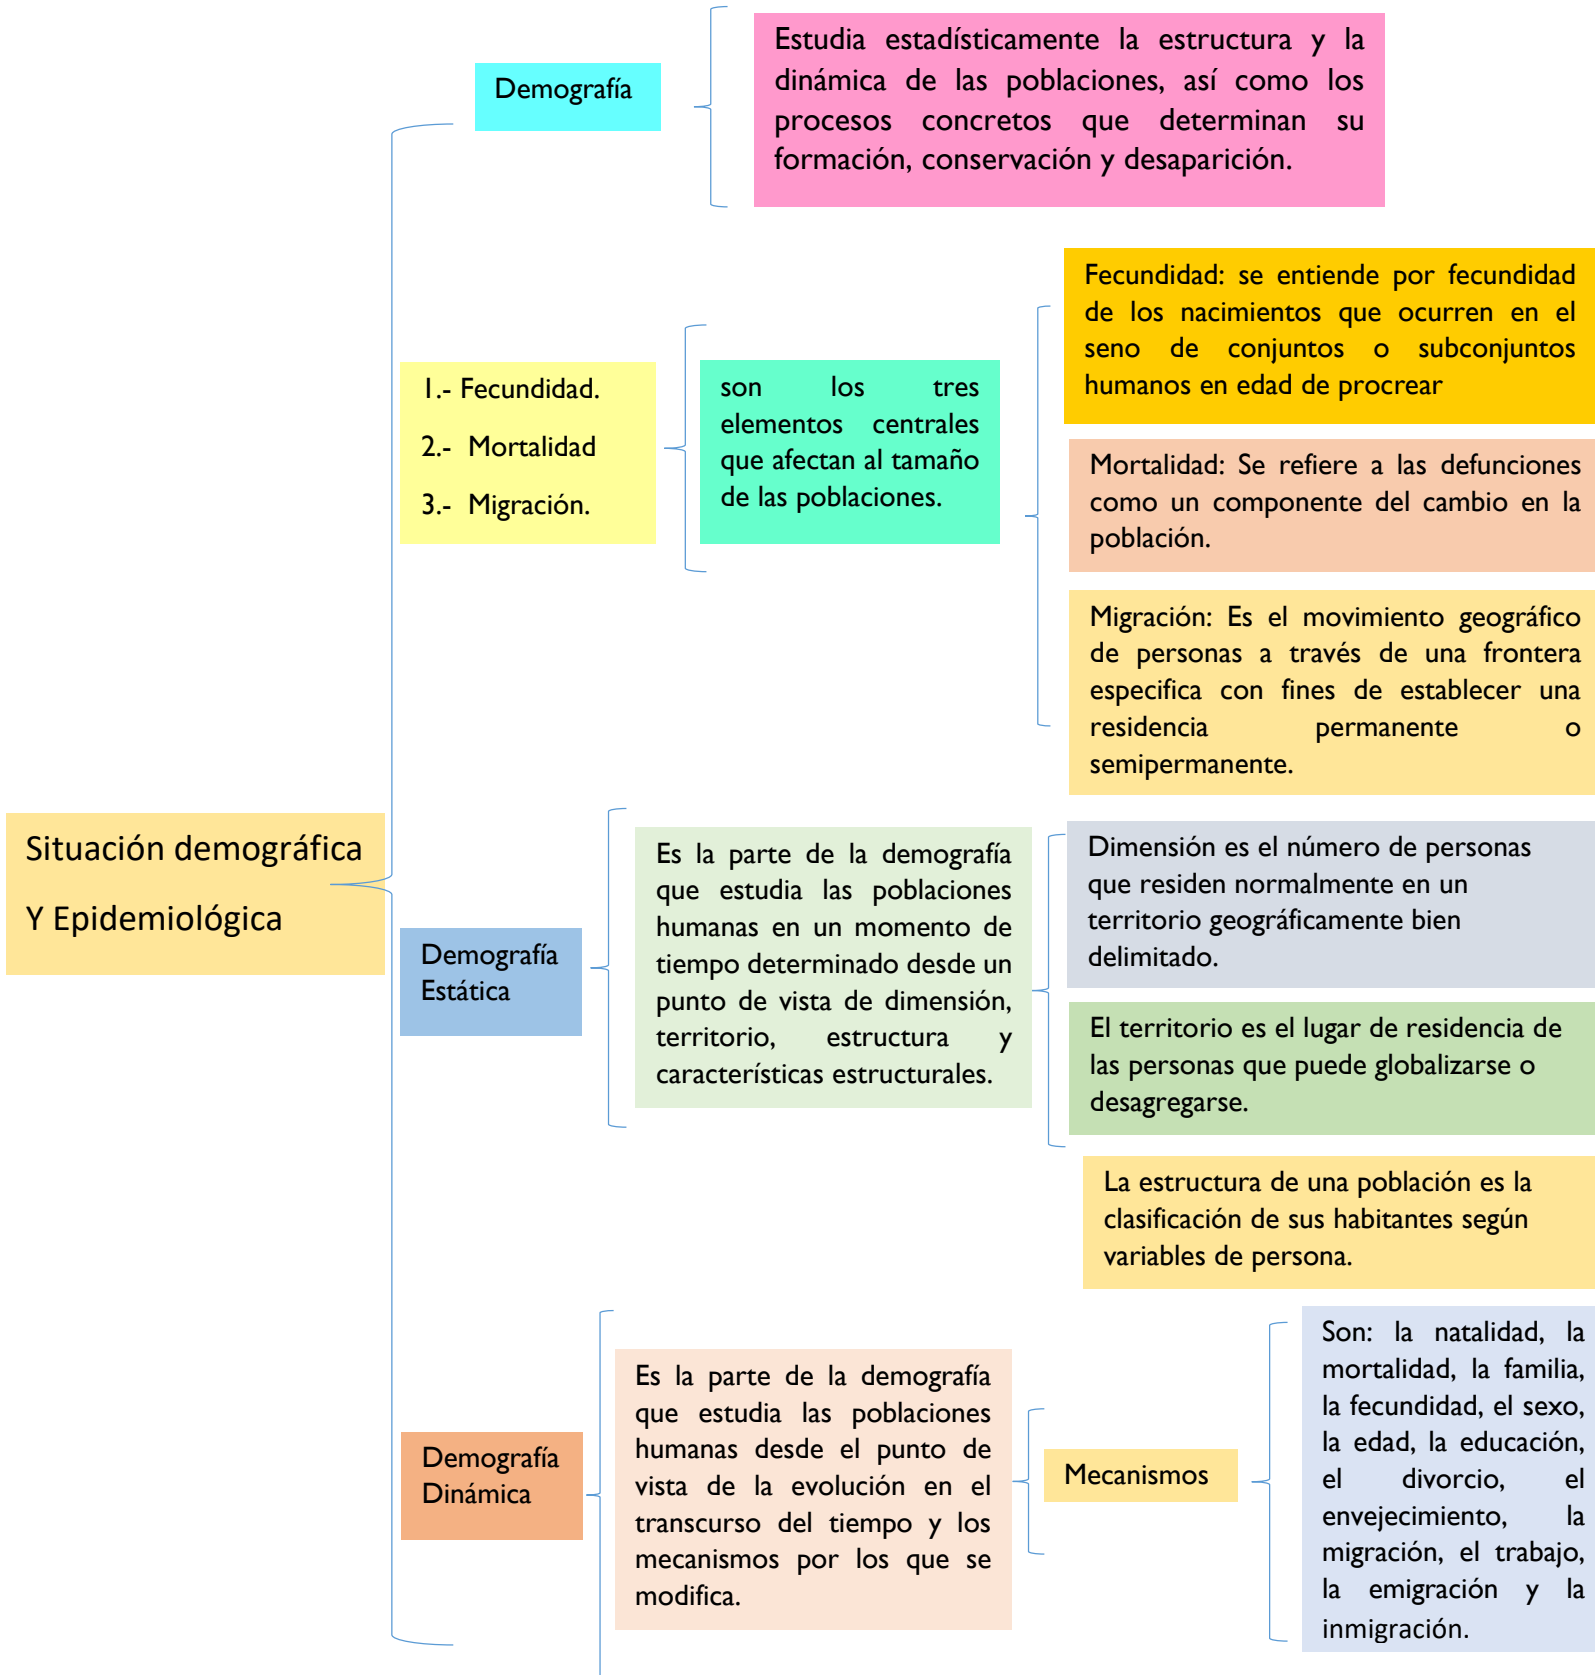 Situación demográfica
Y Epidemiológica
Demografía
Estudia estadísticamente la estructura y la
dinámica de las poblaciones, así como los
procesos concretos que determinan su
formación, conservación y desaparición.
1.- Fecundidad.
2.- Mortalidad
3.- Migración.
son los tres
elementos centrales
que afectan al tamaño
de las poblaciones.
Fecundidad: se entiende por fecundidad
de los nacimientos que ocurren en el
seno de conjuntos o subconjuntos
humanos en edad de procrear
Mortalidad: Se refiere a las defunciones
como un componente del cambio en la
población.
Migración: Es el movimiento geográfico
de personas a través de una frontera
especifica con fines de establecer una
residencia permanente o
semipermanente.
Demografía
Estática
Es la parte de la demografía
que estudia las poblaciones
humanas en un momento de
tiempo determinado desde un
punto de vista de dimensión,
territorio, estructura y
características estructurales.
Dimensión es el número de personas
que residen normalmente en un
territorio geográficamente bien
delimitado.
El territorio es el lugar de residencia de
las personas que puede globalizarse o
desagregarse.
La estructura de una población es la
clasificación de sus habitantes según
variables de persona.
Demografía
Dinámica
Es la parte de la demografía
que estudia las poblaciones
humanas desde el punto de
vista de la evolución en el
transcurso del tiempo y los
mecanismos por los que se
modifica.
Mecanismos
Son: la natalidad, la
mortalidad, la familia,
la fecundidad, el sexo,
la edad, la educación,
el divorcio, el
envejecimiento, la
migración, el trabajo,
la emigración y la
inmigración.